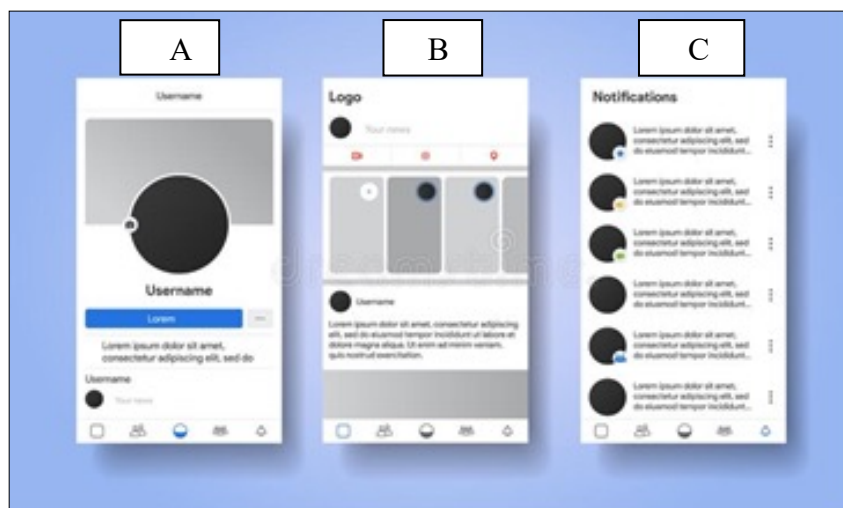 A
B
C
Username
Username
Lorem
Lorem ipsum dolor sit amet,
consectetur adipiscing elit, sed do
Username
Your news
Logo
Your news
Username
Lorem ipsum dolor sit amet, consectetur adipiscing
elit, sed do eiusmod tempor incididunt ut labore et
dolore magna aliqua. Ut enim ad minim veniam,
quis nostrud exercitation.
Notifications
Lorem ipsum dolor sit amet,
consectetur adipiscing elit, sed
do eiusmod tempor incididunt...
Lorem ipsum dolor sit amet,
consectetur adipiscing elit, sed
do eiusmod tempor incididunt...
Lorem ipsum dolor sit amet,
consectetur adipiscing elit, sed
do eiusmod tempor incididunt...
Lorem ipsum dolor sit amet,
consectetur adipiscing elit, sed
do eiusmod tempor incididunt...
Lorem ipsum dolor sit amet,
consectetur adipiscing elit, sed
do eiusmod tempor incididunt...
Lorem ipsum dolor sit amet,
consectetur adipiscing elit, sed
do eiusmod tempor incididunt...
dreamstime